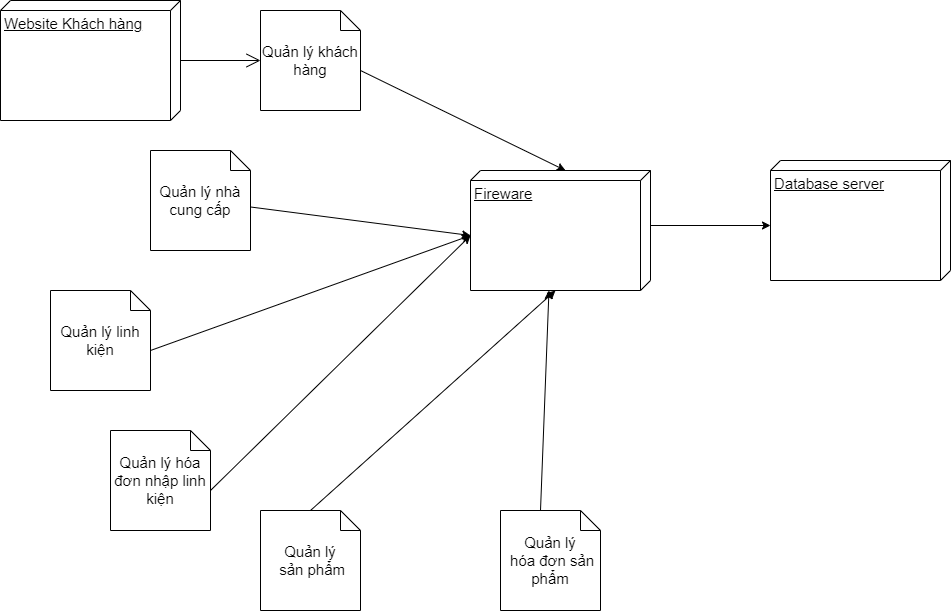 Website Khách hàng
Quản lý khách
hàng
Quản lý nhà
cung cấp
Fireware
Database server
Quản lý linh
kiện
Quản lý hóa
đơn nhập linh
kiện
Quản lý
sản phẩm
Quản lý
hóa đơn sản
phẩm